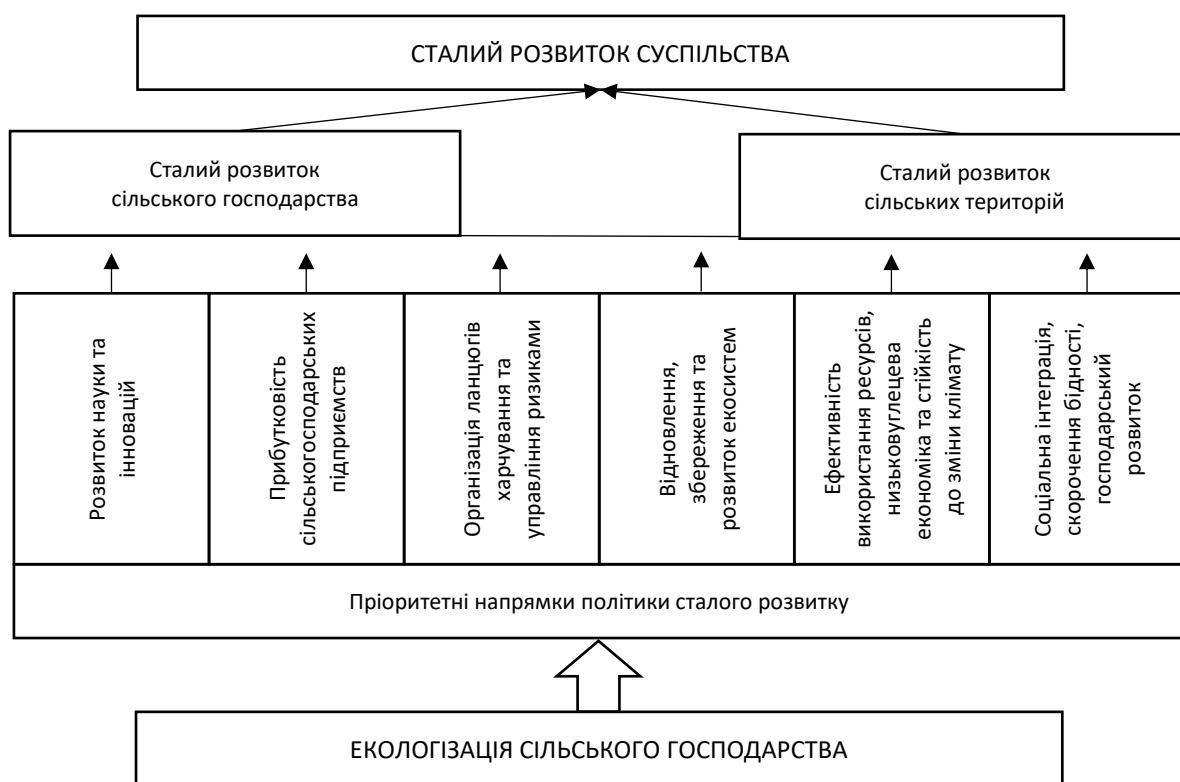 СТАЛИЙ РОЗВИТОК СУСПІЛЬСТВА
Сталий розвиток
сільського господарства
Сталий розвиток
сільських територій
Розвиток науки та
інновацій
Прибутковість
сільськогосподарських
підприємств
Організація ланцюгів
харчування та
управління ризиками
Відновлення,
збереження та
розвиток екосистем
Ефективність
використання ресурсів,
низьковуглецева
економіка та стійкість
до зміни клімату
Соціальна інтеграція,
скорочення бідності,
господарський
розвиток
Пріоритетні напрямки політики сталого розвитку
ЕКОЛОГІЗАЦІЯ СІЛЬСЬКОГО ГОСПОДАРСТВА